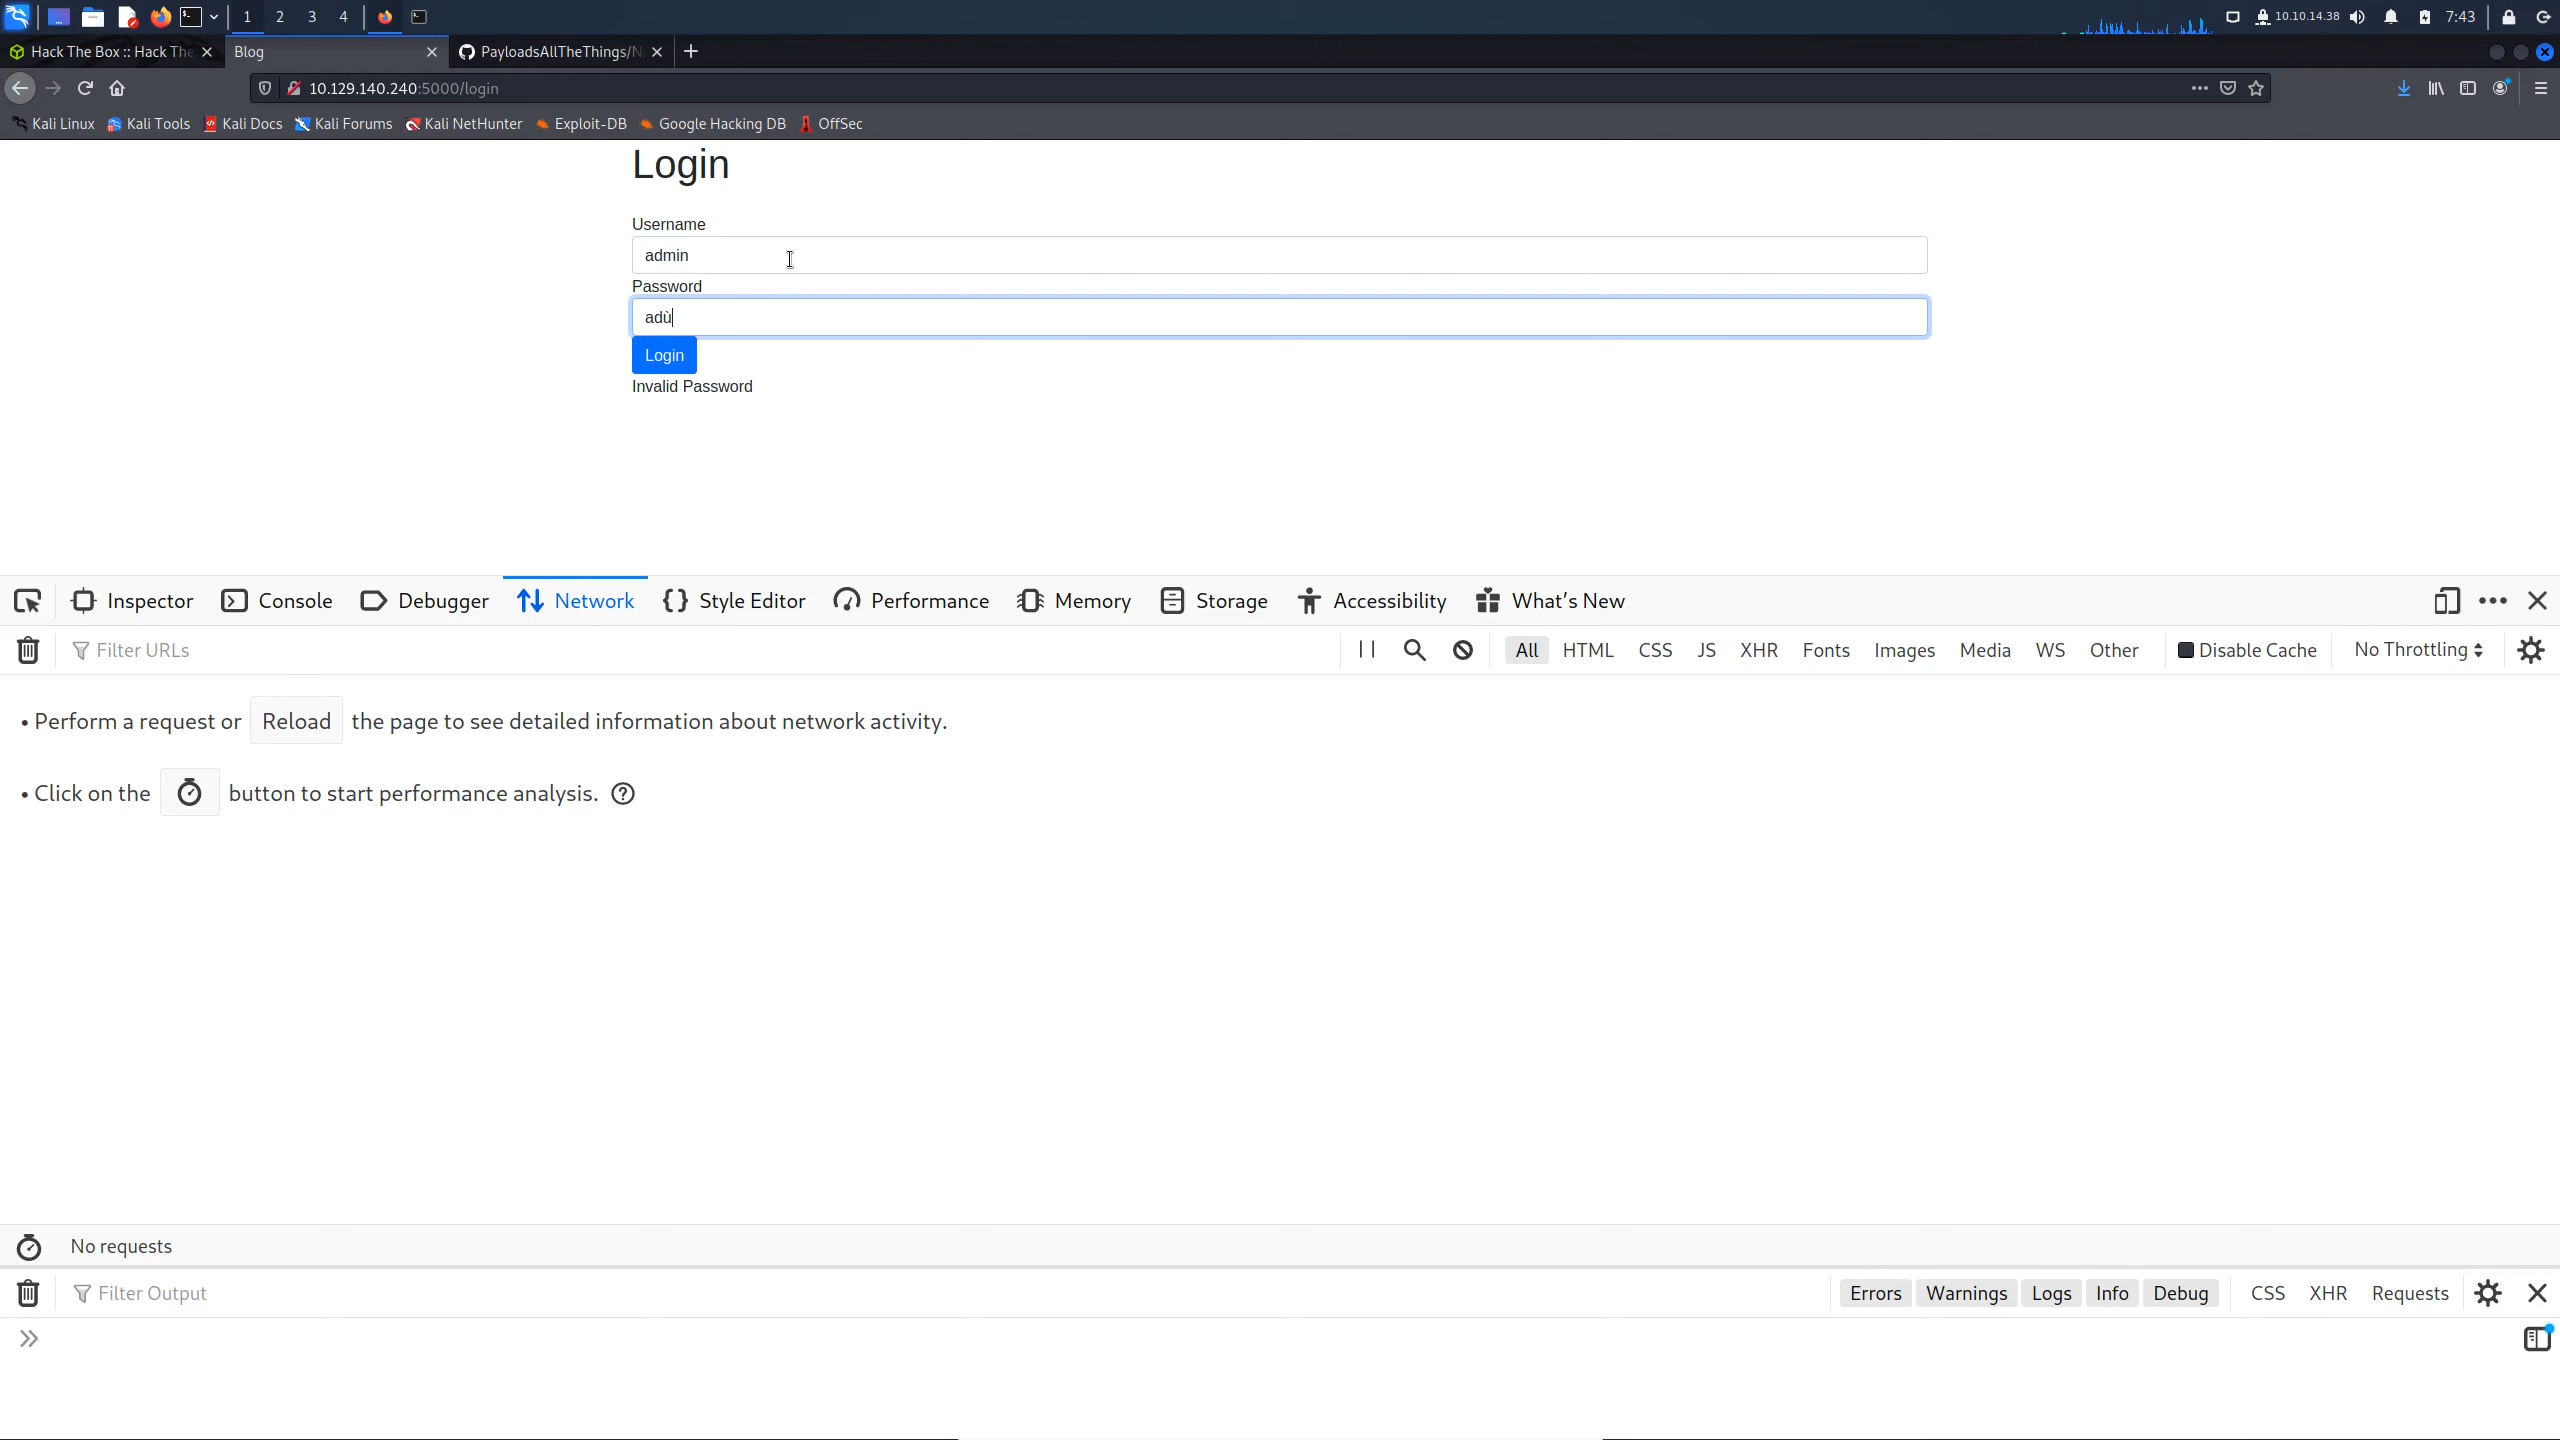 1 2 3 4 10.10.14.38 7:43
Hack The Box :: Hack The
Blog
PayloadsAllTheThings/N
10.129.140.240:5000/login
Kali Linux Kali Tools Kali Docs Kali Forums Kali NetHunter Exploit-DB Google Hacking DB OffSec
Login
Username
admin
Password
adù
Login
Invalid Password
Inspector Console Debugger Network Style Editor Performance Memory Storage Accessibility What's New
Filter URLs All HTML CSS JS XHR Fonts Images Media WS Other Disable Cache No Throttling
• Perform a request or Reload the page to see detailed information about network activity.
• Click on the button to start performance analysis.
No requests
Filter Output Errors Warnings Logs Info Debug CSS XHR Requests